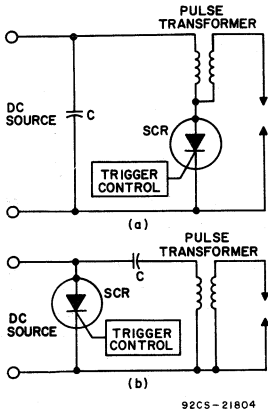 PULSE
TRANSFORMER
DC
SOURCE
C
SCR
TRIGGER
CONTROL
(a)
PULSE
TRANSFORMER
C
SCR
DC
SOURCE
TRIGGER
CONTROL
(b)
92CS-21804